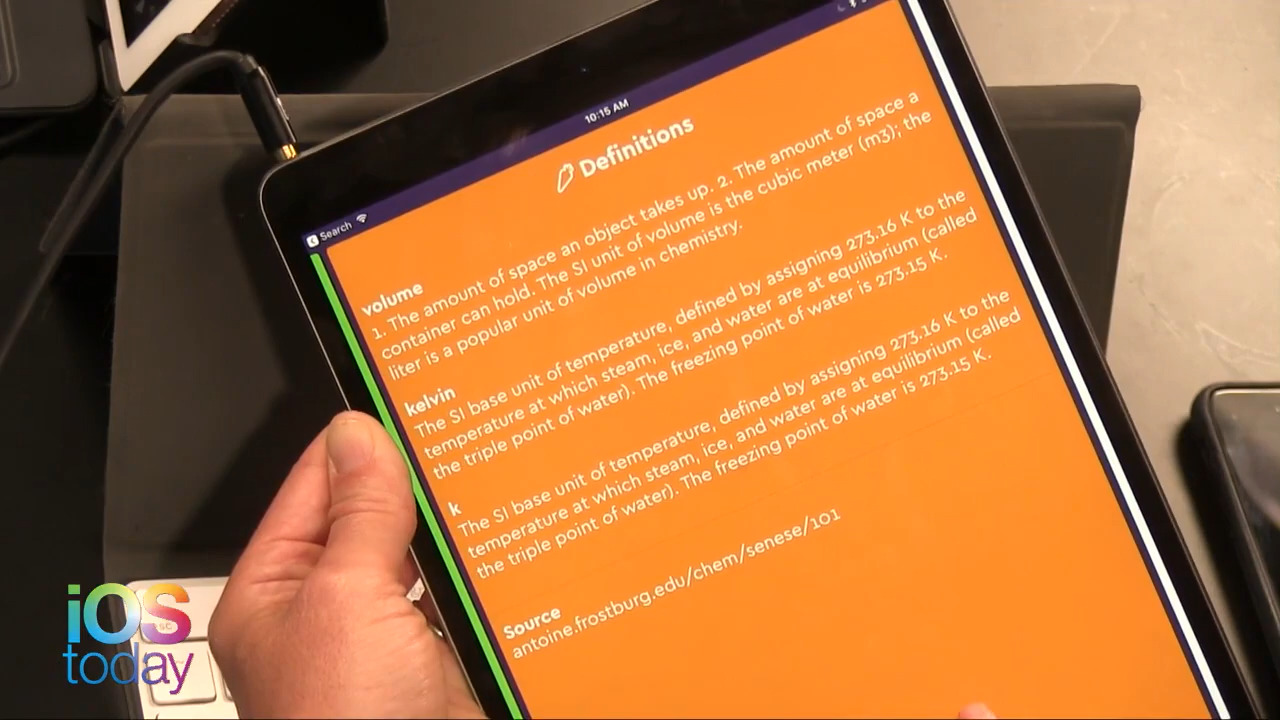 10:15 AM
Search
Definitions
volume
1. The amount of space an object takes up. 2. The amount of space a
container can hold. The SI unit of volume is the cubic meter (m3); the
liter is a popular unit of volume in chemistry.
kelvin
The SI base unit of temperature, defined by assigning 273.16 K to the
temperature at which steam, ice, and water are at equilibrium (called
the triple point of water). The freezing point of water is 273.15 K.
k
The SI base unit of temperature, defined by assigning 273.16 K to the
temperature at which steam, ice, and water are at equilibrium (called
the triple point of water). The freezing point of water is 273.15 K.
Source
antoine.frostburg.edu/chem/senese/101
esc
iOS
today